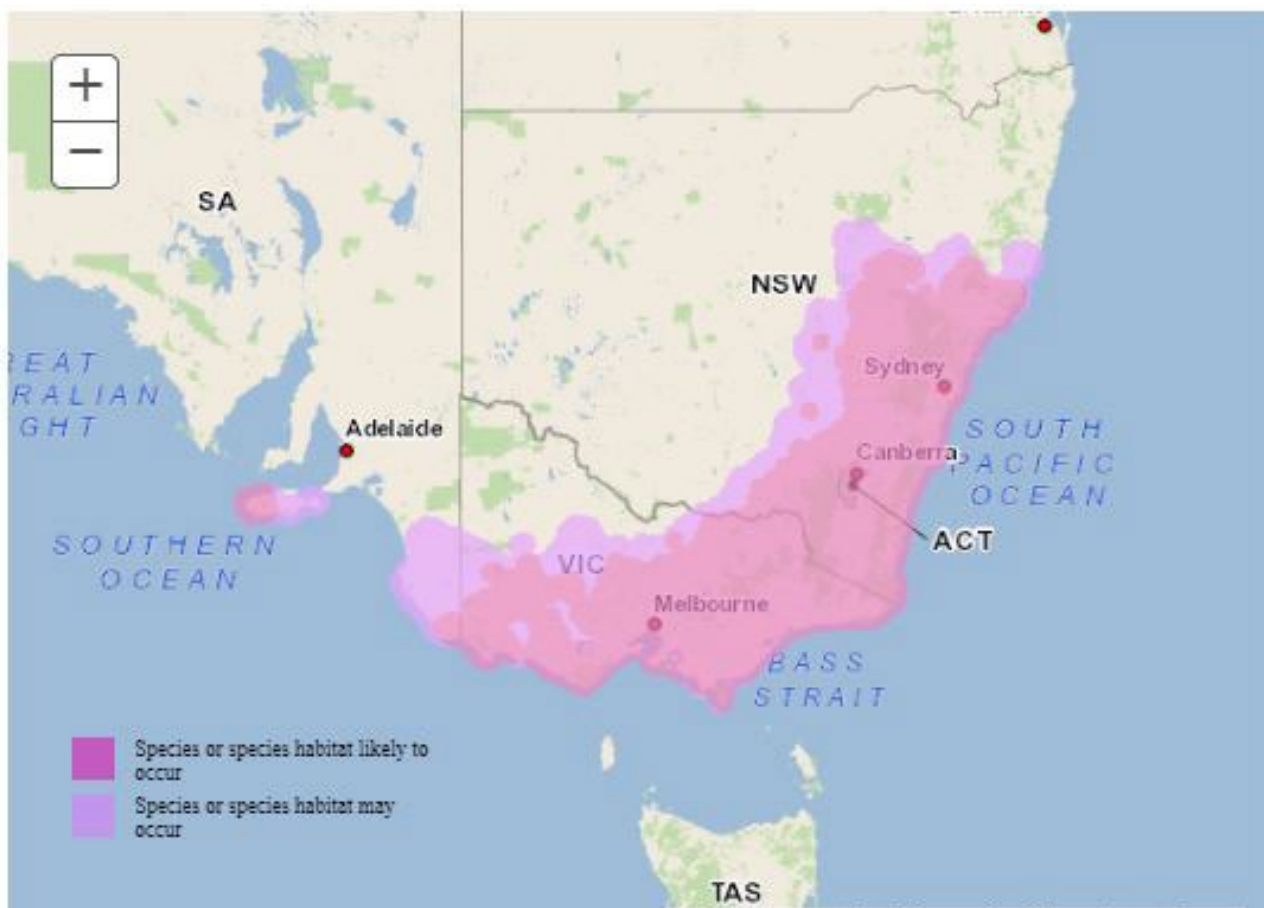 +
−
SA
NSW
REAT
RALIAN
GHT
Adelaide
Sydney
Canberra
SOUTH
PACIFIC
OCEAN
ACT
SOUTHERN
OCEAN
VIC
Melbourne
BASS
STRAIT
Species or species habitat likely to
occur
Species or species habitat may
occur
TAS